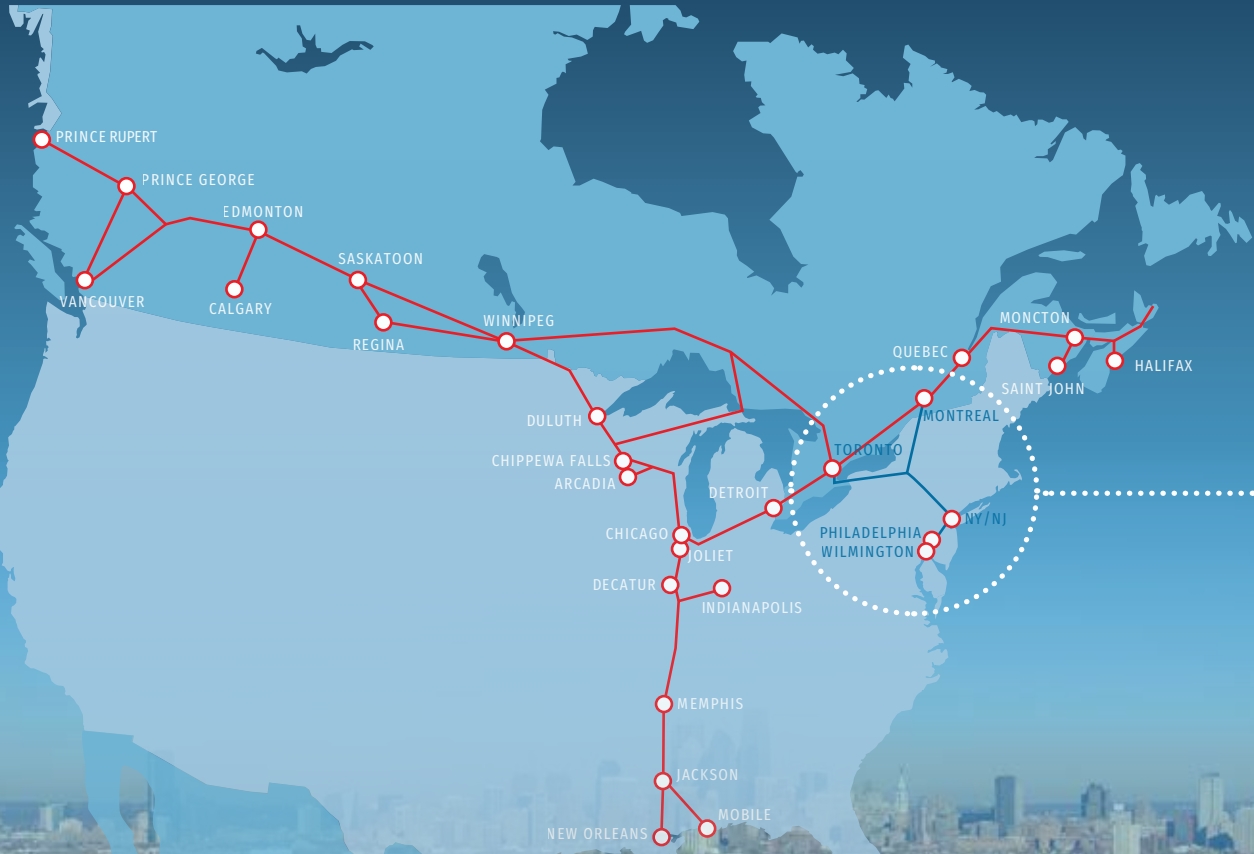 PRINCE RUPERT
PRINCE GEORGE
EDMONTON
SASKATOON
VANCOUVER
CALGARY
WINNIPEG
REGINA
MONCTON
QUEBEC
HALIFAX
SAINT JOHN
MONTREAL
DULUTH
TORONTO
CHIPPEWA FALLS
ARCADIA
DETROIT
NY/NJ
CHICAGO
PHILADELPHIA
JOLIET
WILMINGTON
DECATUR
INDIANAPOLIS
MEMPHIS
JACKSON
MOBILE
NEW ORLEANS